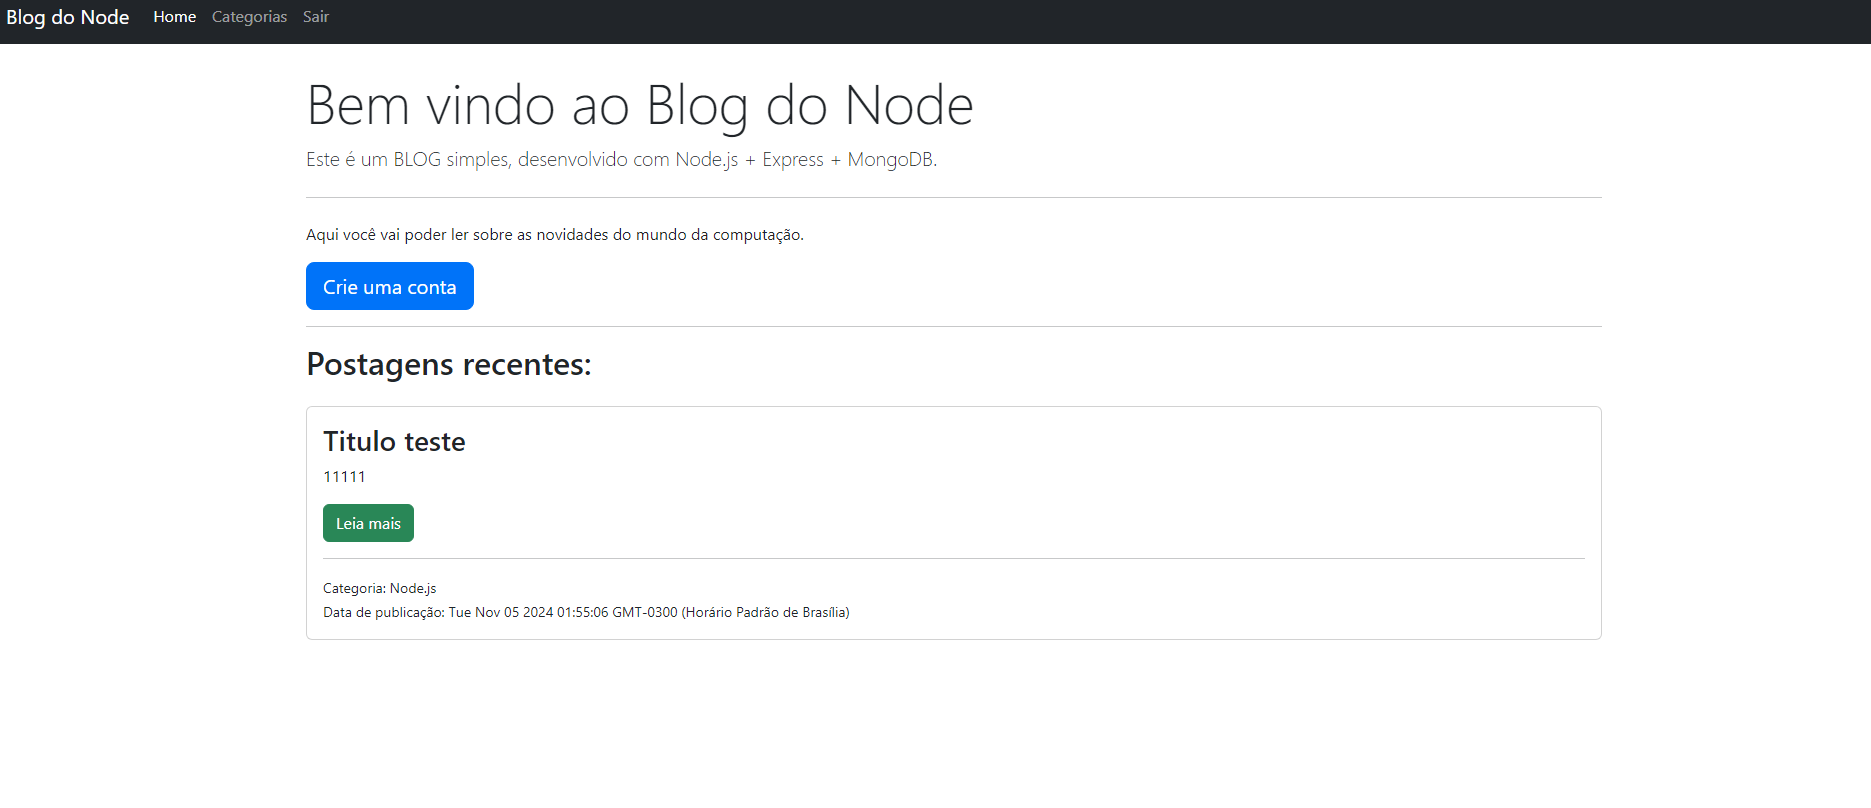 Blog do Node Home Categorias Sair
Bem vindo ao Blog do Node
Este é um BLOG simples, desenvolvido com Node.js + Express + MongoDB.
Aqui você vai poder ler sobre as novidades do mundo da computação.
Crie uma conta
Postagens recentes:
Titulo teste
11111
Leia mais
Categoria: Node.js
Data de publicação: Tue Nov 05 2024 01:55:06 GMT-0300 (Horário Padrão de Brasília)